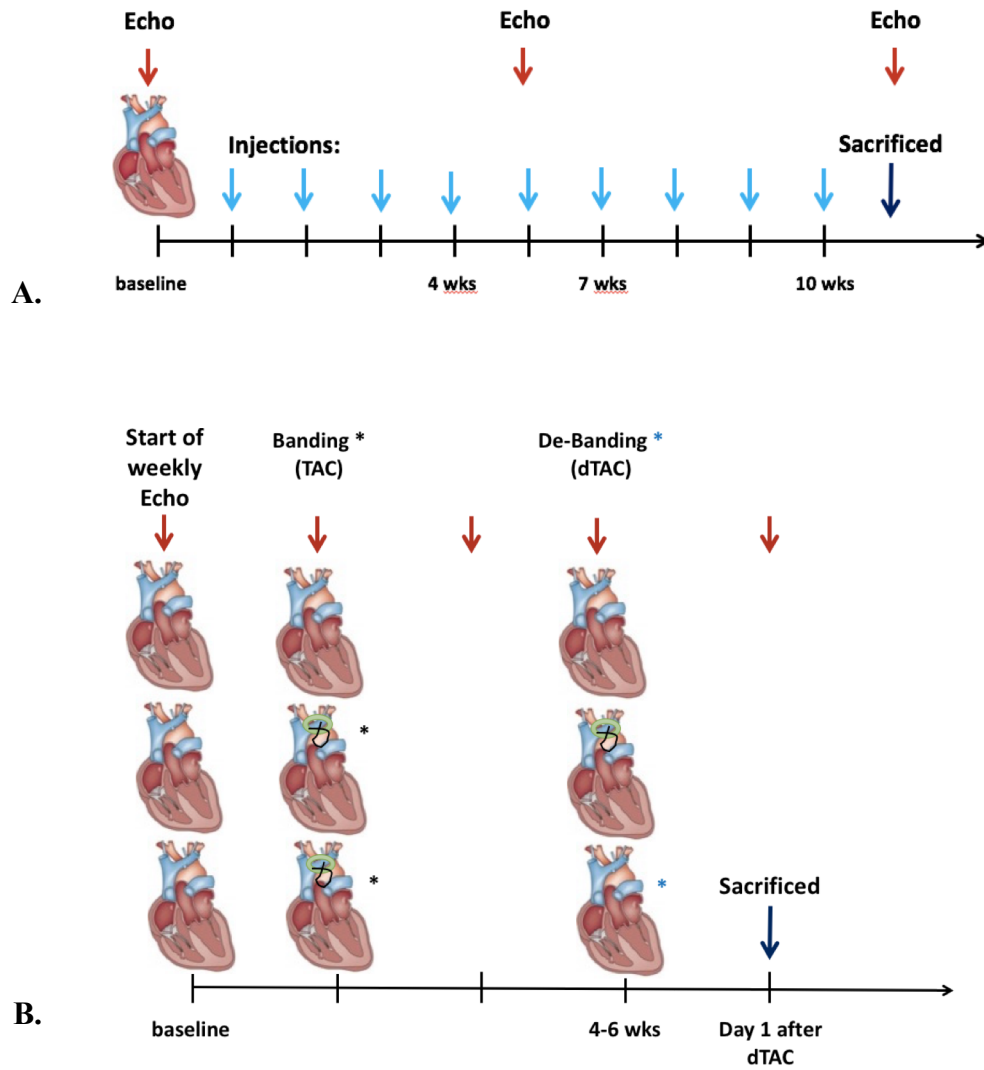 Echo Echo Echo
Injections: Sacrificed
baseline 4 wks 7 wks 10 wks
A.
Start of
weekly
Echo
Banding *
(TAC)
De-Banding *
(dTAC)
*
*
* Sacrificed
B.
baseline 4-6 wks Day 1 after
dTAC